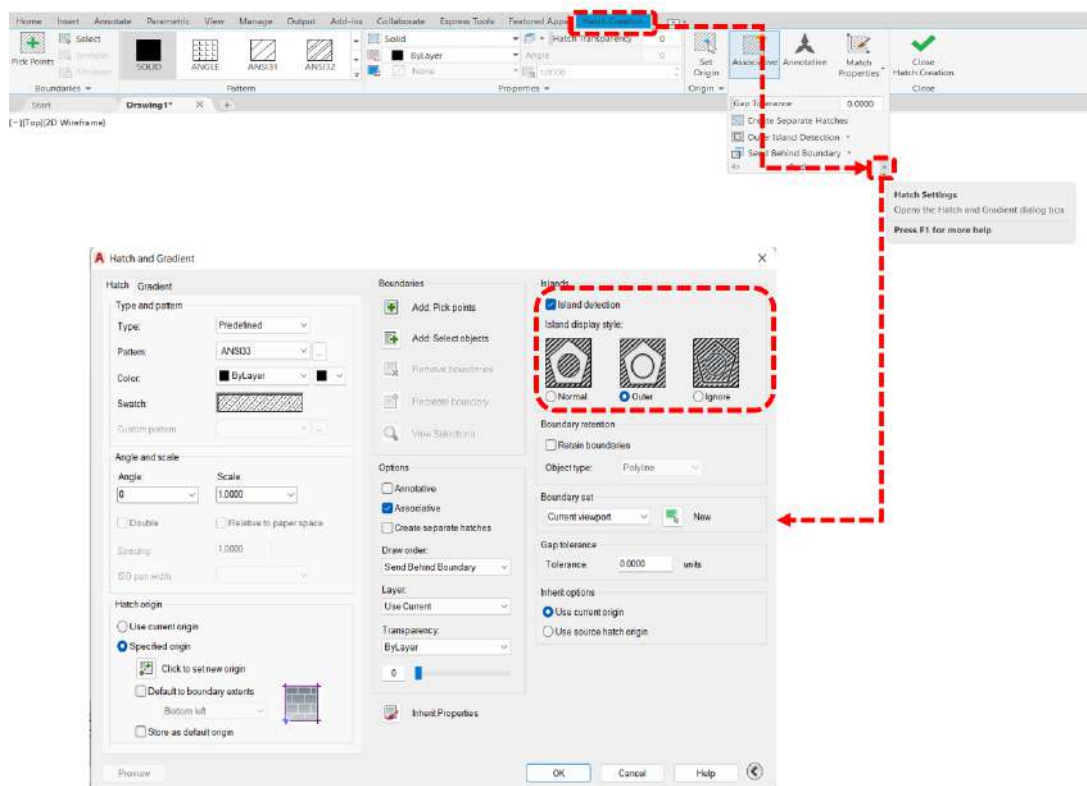 Home Insert Annotate Parametric View Manage Output Add-ins Collaborate Express Tools Featured Apps Hatch Creation
Select
Remove
Pick Points
SOLID ANGLE ANSI31 ANSI32
Solid Hatch Transparency 0
ByLayer Angle 0
None 1.0000
Set Origin
Associative Annotative
Match Properties
Close Hatch Creation
Boundaries Pattern Properties Origin Close
Start Drawing1*
[−][Top][2D Wireframe]
Gap Tolerance 0.0000
Create Separate Hatches
Outer Island Detection
Send Behind Boundary
Hatch Settings
Opens the Hatch and Gradient dialog box
Press F1 for more help
Hatch and Gradient
Hatch Gradient
Type and pattern
Type: Predefined
Pattern: ANSI33
Color: ByLayer
Swatch:
Custom pattern:
Angle and scale
Angle: Scale:
0 1.0000
Double Relative to paper space
Spacing: 1.0000
ISO pen width:
Hatch origin
Use current origin
Specified origin
Click to set new origin
Default to boundary extents
Bottom left
Store as default origin
Preview
Boundaries
Add: Pick points
Add: Select objects
Remove boundaries
Recreate boundary
View Selections
Options
Annotative
Associative
Create separate hatches
Draw order:
Send Behind Boundary
Layer:
Use Current
Transparency:
ByLayer
0
Inherit Properties
Islands
Island detection
Island display style:
Normal Outer Ignore
Boundary retention
Retain boundaries
Object type: Polyline
Boundary set
Current viewport New
Gap tolerance
Tolerance: 0.0000 units
Inherit options
Use current origin
Use source hatch origin
OK Cancel Help